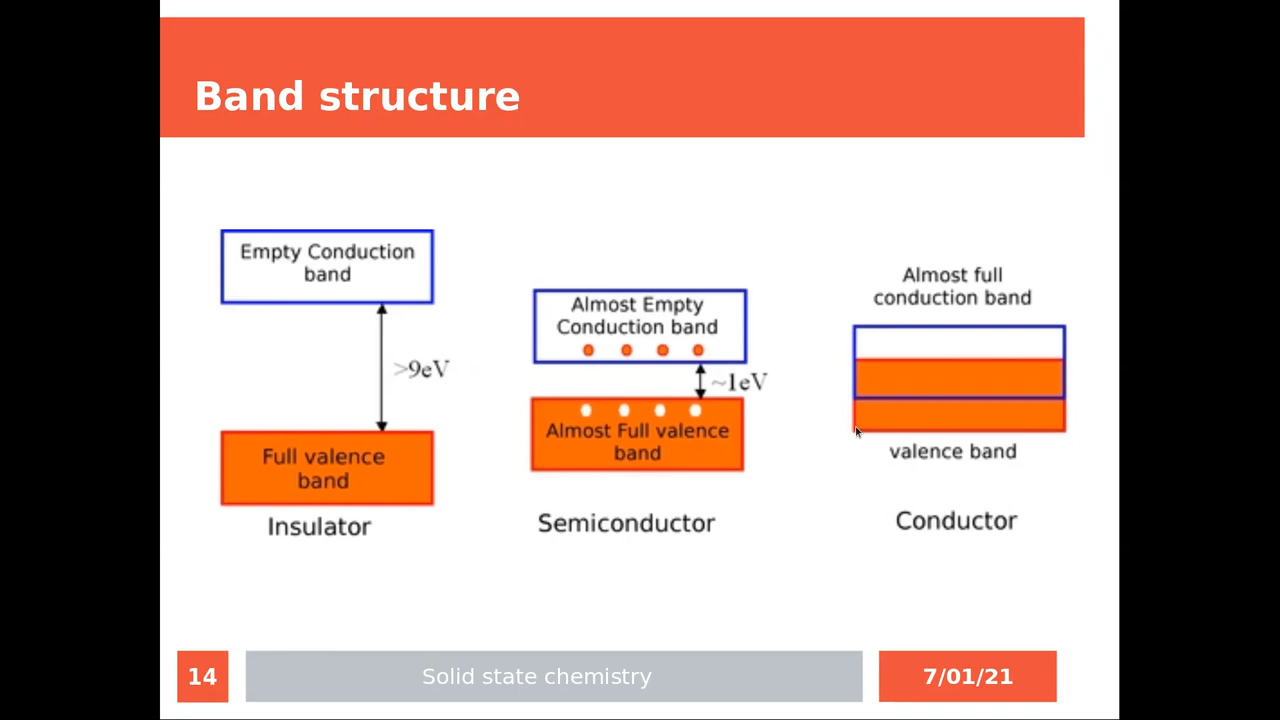 Band structure
Empty Conduction
band
>9eV
Full valence
band
Insulator
Almost Empty
Conduction band
~1eV
Almost Full valence
band
Semiconductor
Almost full
conduction band
valence band
Conductor
14
Solid state chemistry
7/01/21